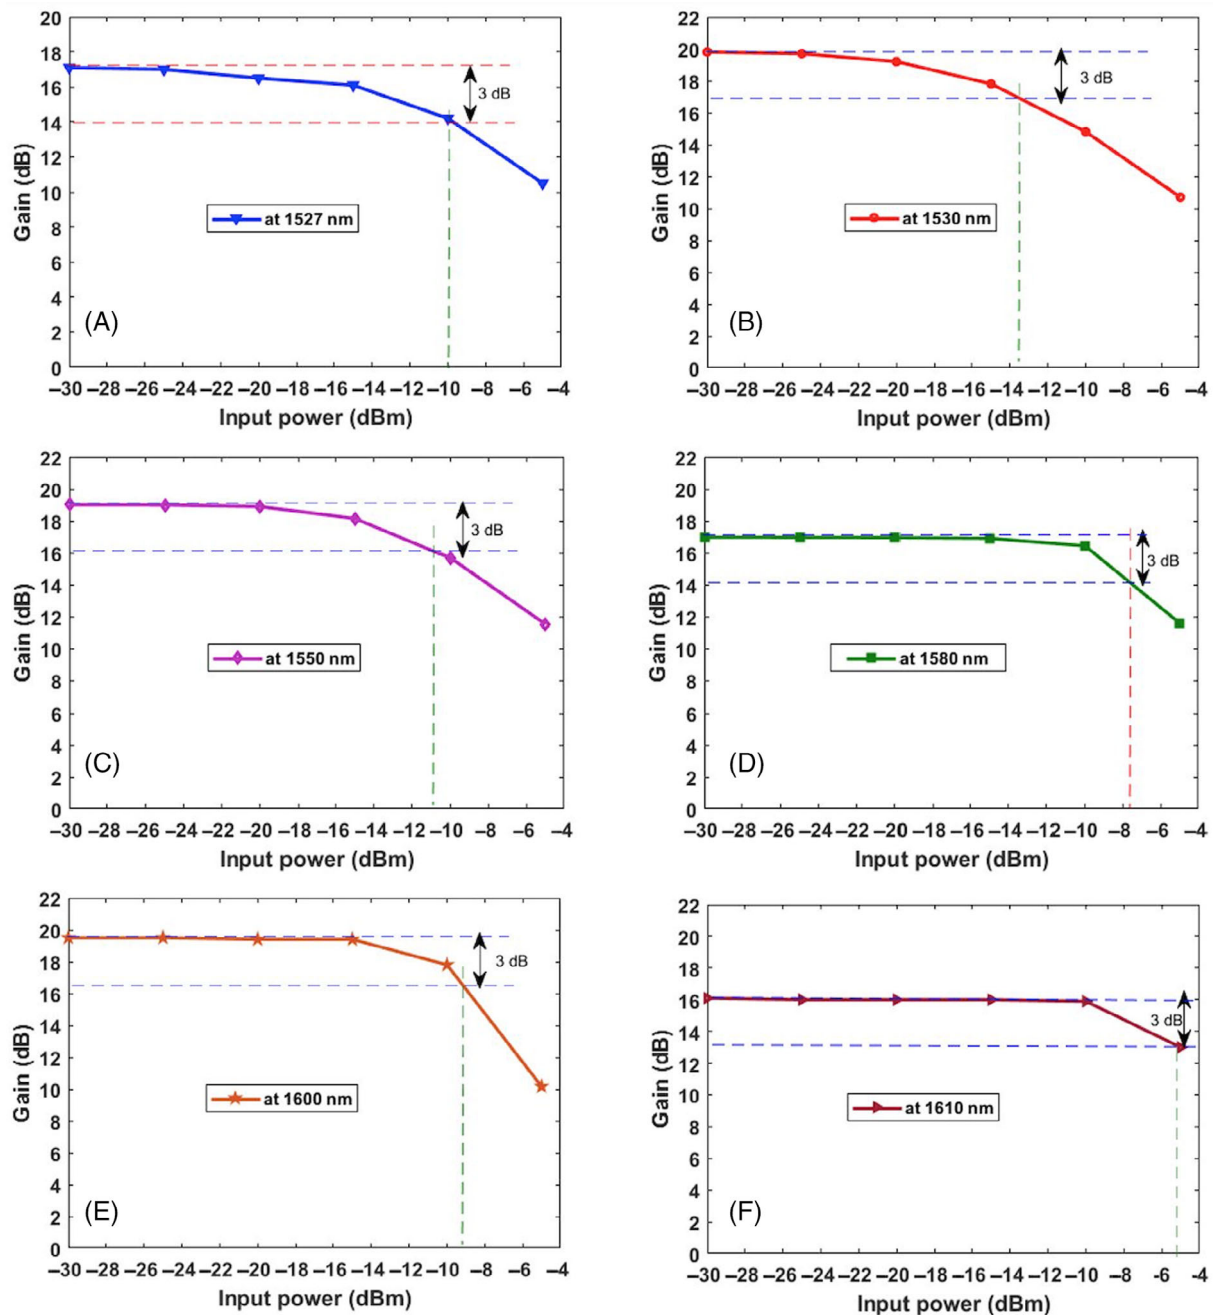 20
18
16
14
12
10
8
6
4
2
0
Gain (dB)
3 dB
at 1527 nm
(A)
–30 –28 –26 –24 –22 –20 –18 –16 –14 –12 –10 –8 –6 –4
Input power (dBm)
22
20
18
16
14
12
10
8
6
4
2
0
Gain (dB)
3 dB
at 1530 nm
(B)
–30 –28 –26 –24 –22 –20 –18 –16 –14 –12 –10 –8 –6 –4
Input power (dBm)
22
20
18
16
14
12
10
8
6
4
2
0
Gain (dB)
3 dB
at 1550 nm
(C)
–30 –28 –26 –24 –22 –20 –18 –16 –14 –12 –10 –8 –6 –4
Input power (dBm)
22
20
18
16
14
12
10
8
6
4
2
0
Gain (dB)
3 dB
at 1580 nm
(D)
–30 –28 –26 –24 –22 –20 –18 –16 –14 –12 –10 –8 –6 –4
Input power (dBm)
22
20
18
16
14
12
10
8
6
4
2
0
Gain (dB)
3 dB
at 1600 nm
(E)
–30 –28 –26 –24 –22 –20 –18 –16 –14 –12 –10 –8 –6 –4
Input power (dBm)
22
20
18
16
14
12
10
8
6
4
2
0
Gain (dB)
3 dB
at 1610 nm
(F)
–30 –28 –26 –24 –22 –20 –18 –16 –14 –12 –10 –8 –6 –4
Input power (dBm)